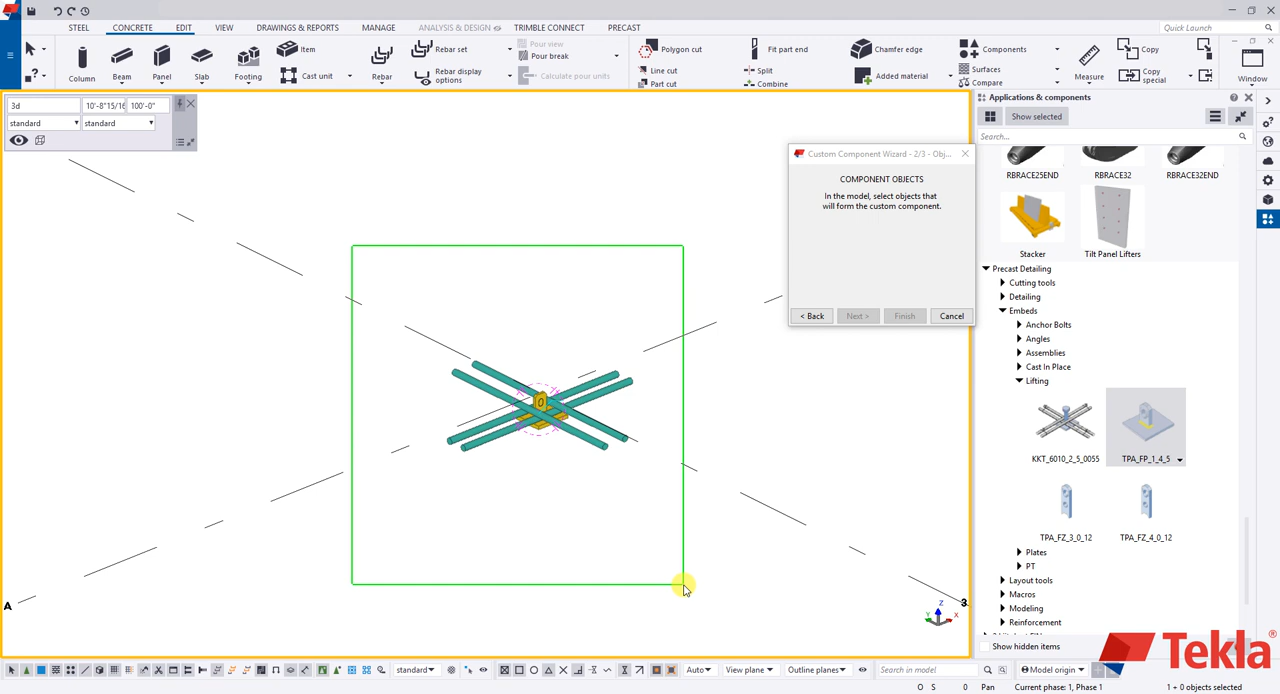 STEEL CONCRETE EDIT VIEW DRAWINGS & REPORTS MANAGE ANALYSIS & DESIGN TRIMBLE CONNECT PRECAST Quick Launch
Column Beam Panel Slab Footing Item Cast unit Rebar Rebar set Rebar display options Pour view Pour break Calculate pour units Polygon cut Line cut Part cut Fit part end Split Combine Chamfer edge Added material Components Surfaces Compare Measure Copy Copy special Window
3d 10'-8"15/16 100'-0"
standard standard
Applications & components
Show selected
Search...
RBRACE25END RBRACE32 RBRACE32END
Stacker Tilt Panel Lifters
Precast Detailing
Cutting tools
Detailing
Embeds
Anchor Bolts
Angles
Assemblies
Cast In Place
Lifting
KKT_6010_2_5_0055 TPA_FP_1_4_5
TPA_FZ_3_0_12 TPA_FZ_4_0_12
Plates
PT
Layout tools
Macros
Modeling
Reinforcement
Show hidden items
Custom Component Wizard - 2/3 - Obj...
COMPONENT OBJECTS
In the model, select objects that
will form the custom component.
< Back Next > Finish Cancel
A
3
Z
Y X
Tekla®
standard Auto View plane Outline planes Search in model Model origin
O S 0 Pan Current phase: 1, Phase 1 1 + 0 objects selected